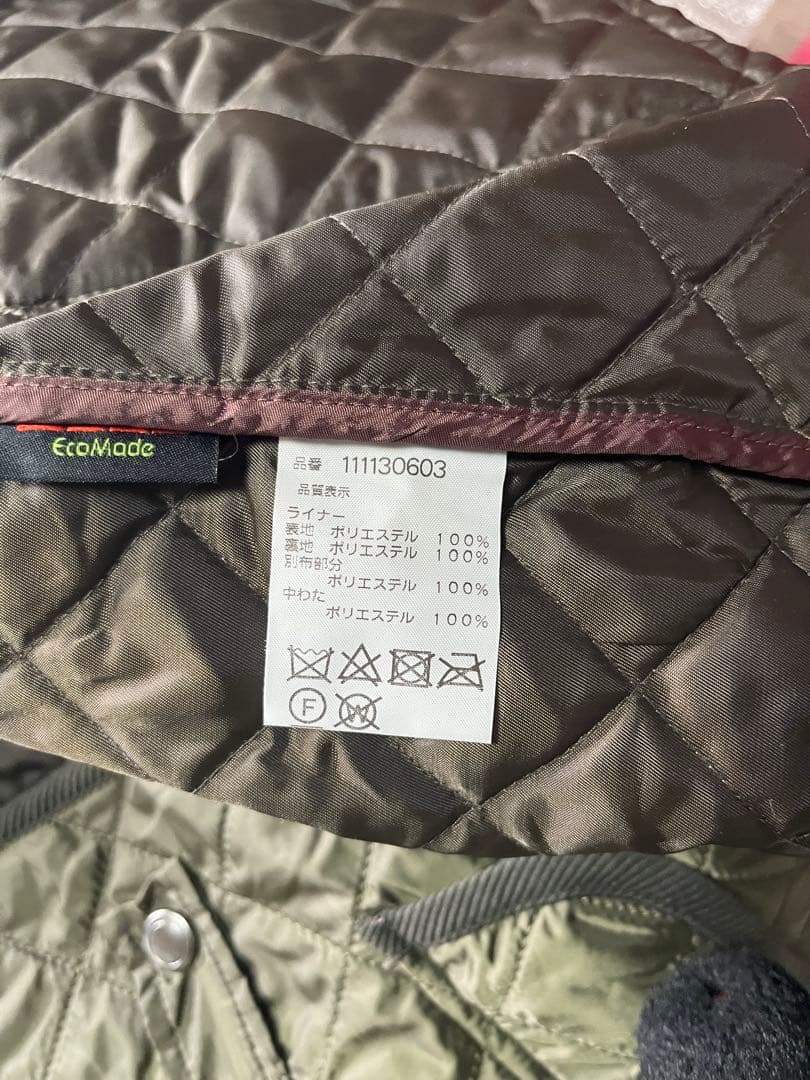 EcoMade
品番 111130603
品質表示
ライナー
表地 ポリエステル 100%
裏地 ポリエステル 100%
別布部分
ポリエステル 100%
中わた
ポリエステル 100%
F W